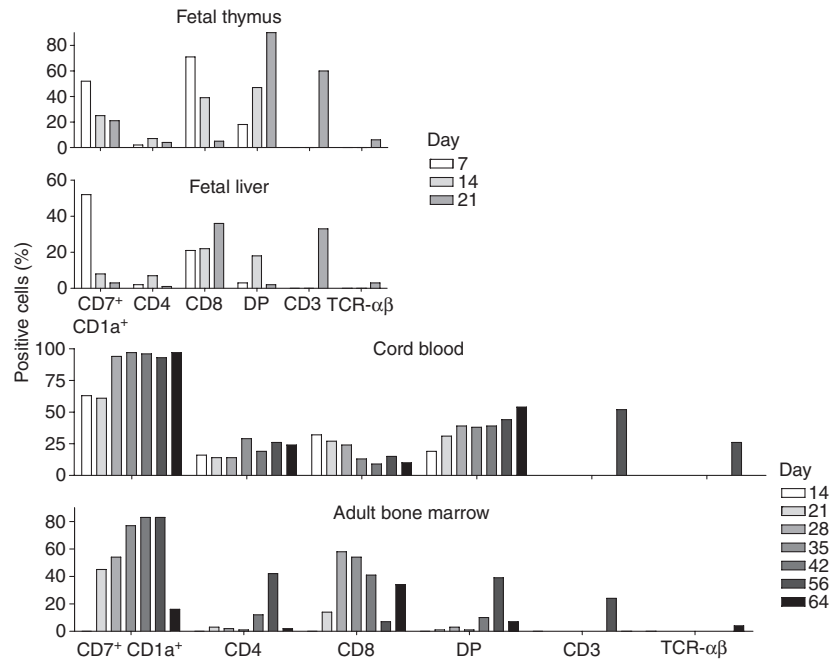 Fetal thymus
80
60
40
20
0
Day
7
14
21
Fetal liver
60
40
20
0
CD7⁺ CD4 CD8 DP CD3 TCR-αβ
CD1a⁺
Positive cells (%)
Cord blood
100
75
50
25
0
Day
14
21
28
35
42
56
64
Adult bone marrow
80
60
40
20
0
CD7⁺ CD1a⁺ CD4 CD8 DP CD3 TCR-αβ